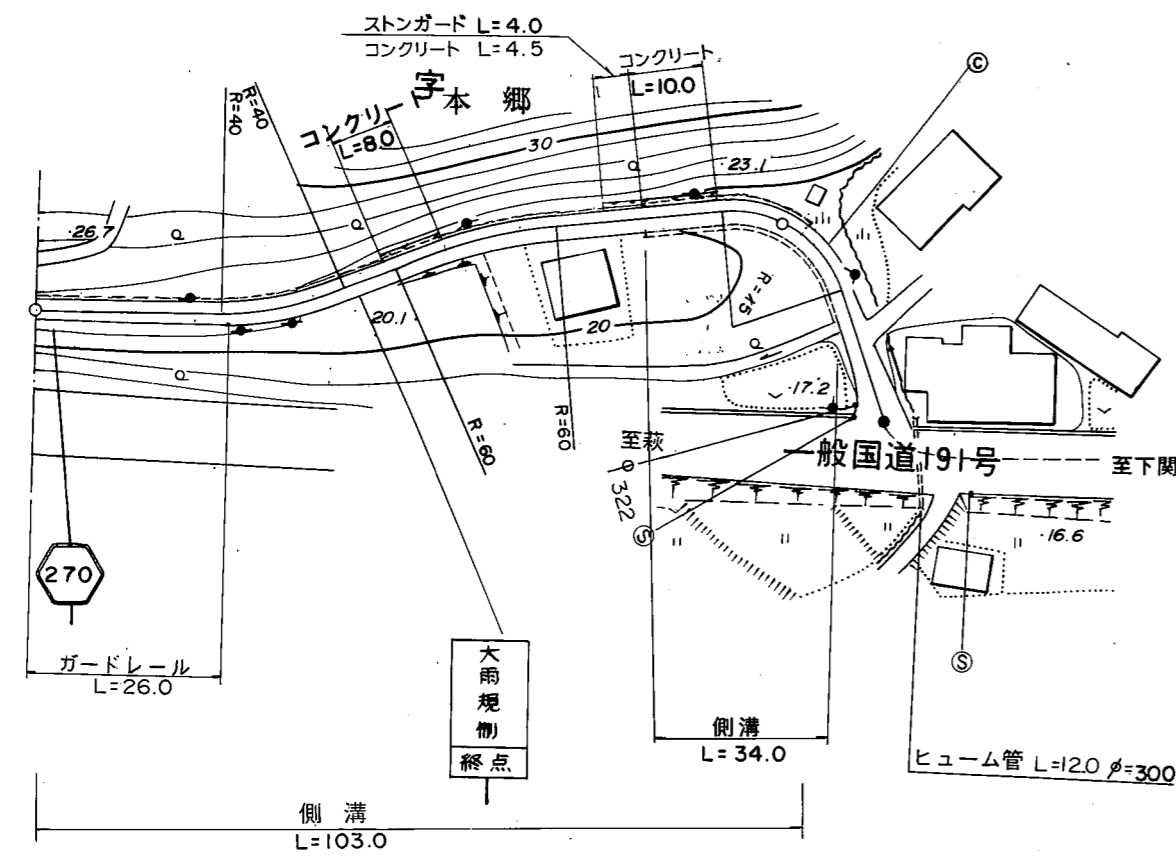 ストンガード L=4.0
コンクリート L=4.5
コンクリート
L=10.0
Ⓒ
R=40
R=40
コンクリート
L=8.0
字本郷
30
23.1
26.7
20.1
20
R=15
17.2
R=60
R=60
至萩
322
一般国道191号
至下関
Ⓢ
16.6
Ⓢ
270
ガードレール
L=26.0
大雨規制
終点
側溝
L=34.0
ヒューム管 L=12.0 φ=300
側溝
L=103.0